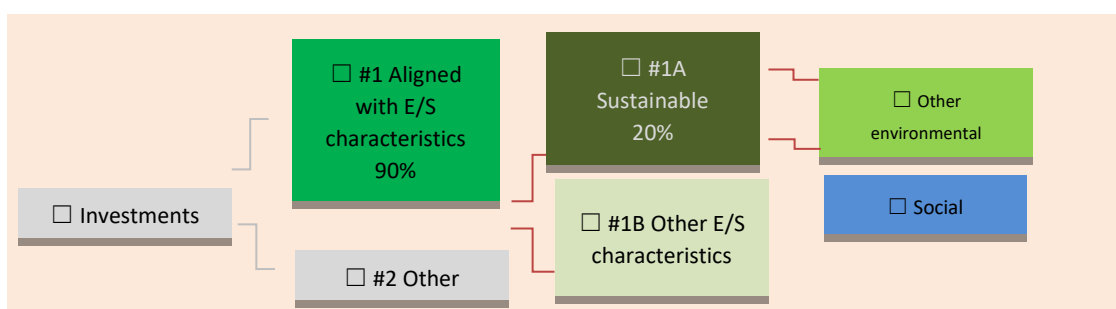 ☐ Investments
☐ #1 Aligned
with E/S
characteristics
90%
☐ #2 Other
☐ #1A
Sustainable
20%
☐ #1B Other E/S
characteristics
☐ Other
environmental
☐ Social